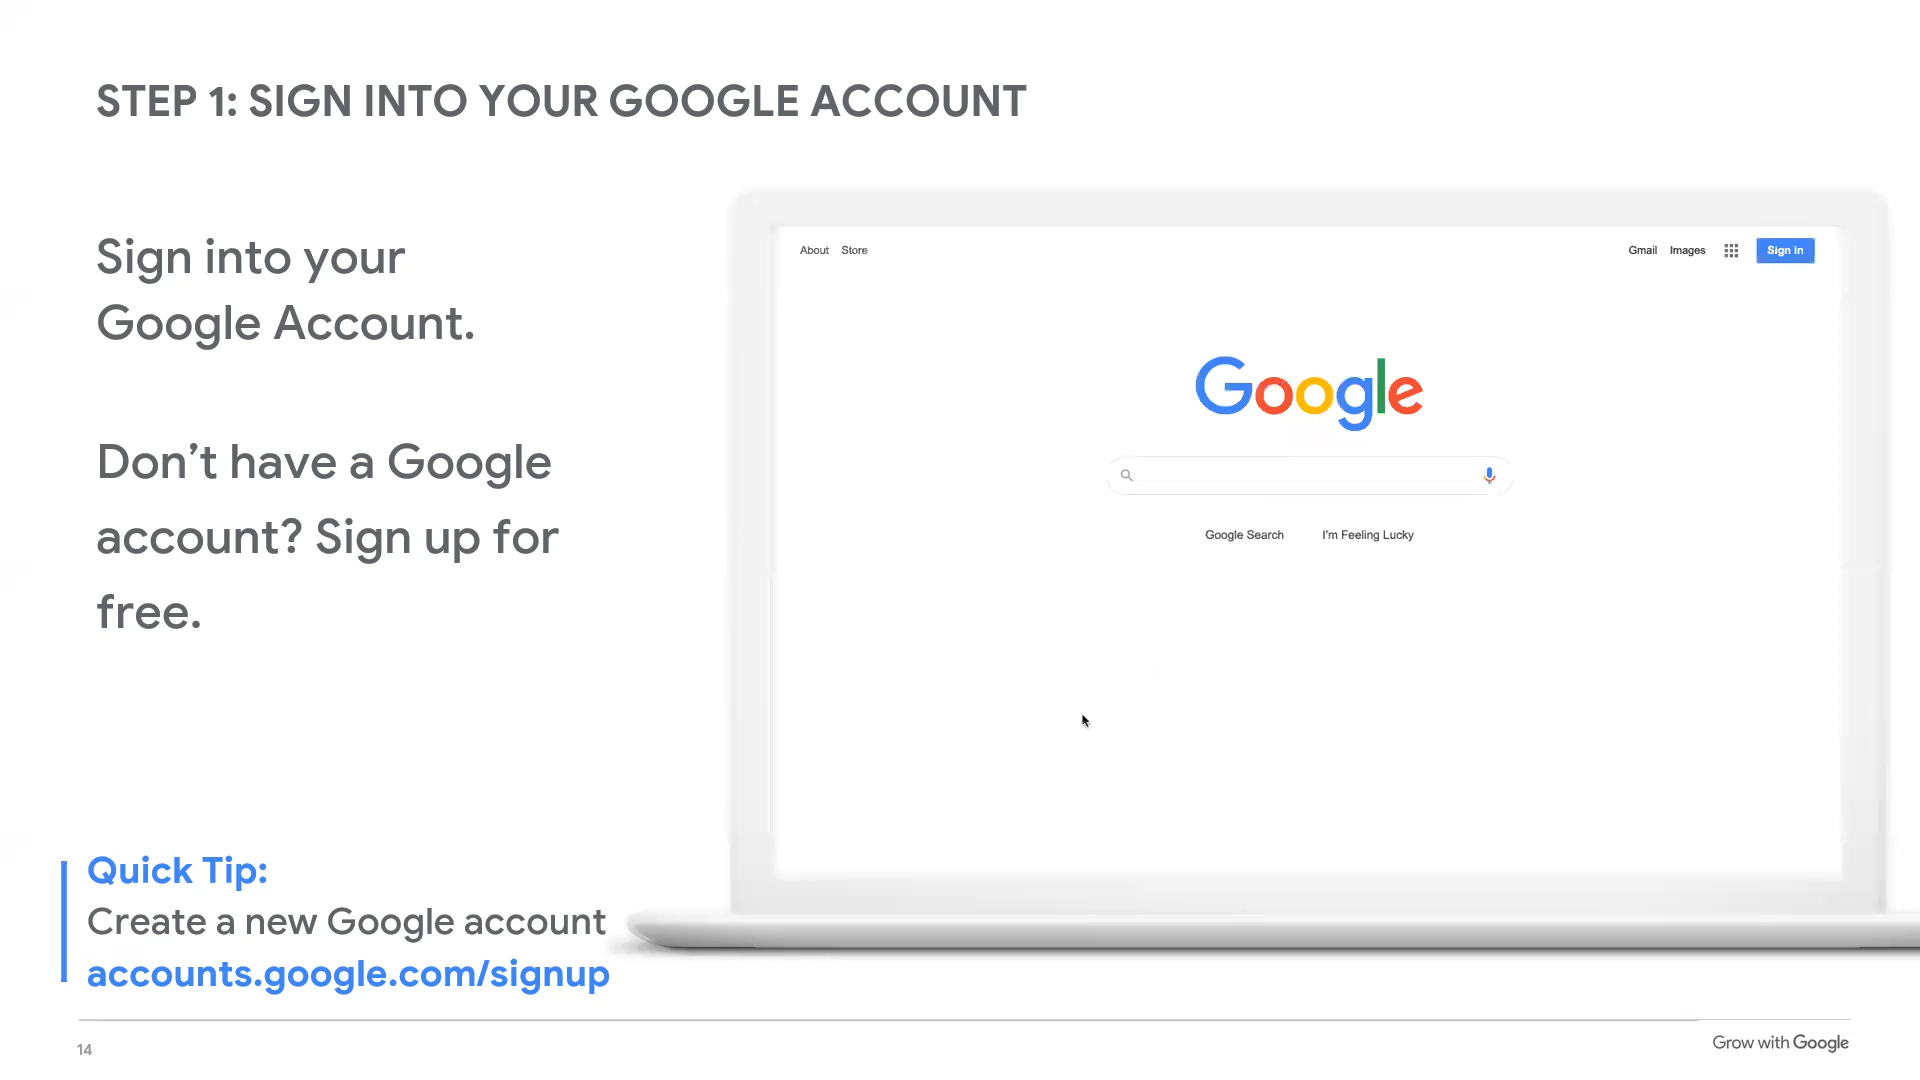 STEP 1: SIGN INTO YOUR GOOGLE ACCOUNT
Sign into your
Google Account.
Don’t have a Google
account? Sign up for
free.
Quick Tip:
Create a new Google account
accounts.google.com/signup
About Store
Gmail Images Sign in
Google
Google Search I'm Feeling Lucky
14
Grow with Google